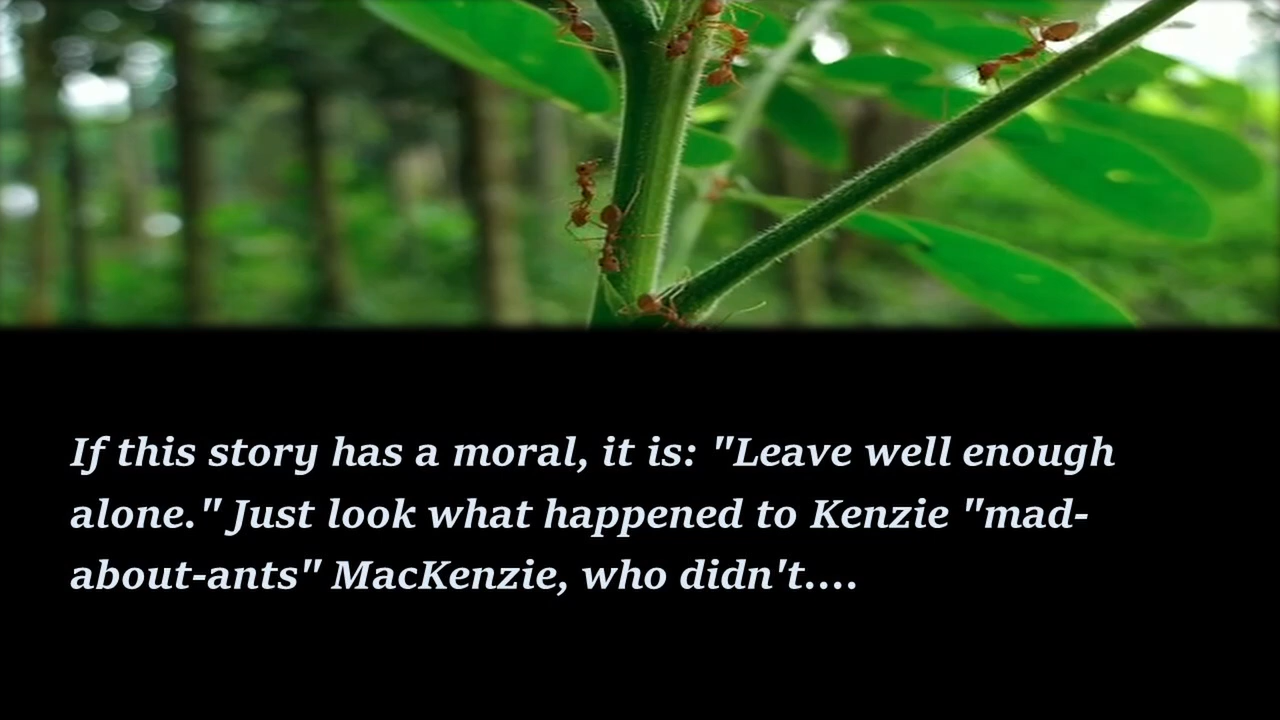 If this story has a moral, it is: "Leave well enough
alone." Just look what happened to Kenzie "mad-
about-ants" MacKenzie, who didn't....